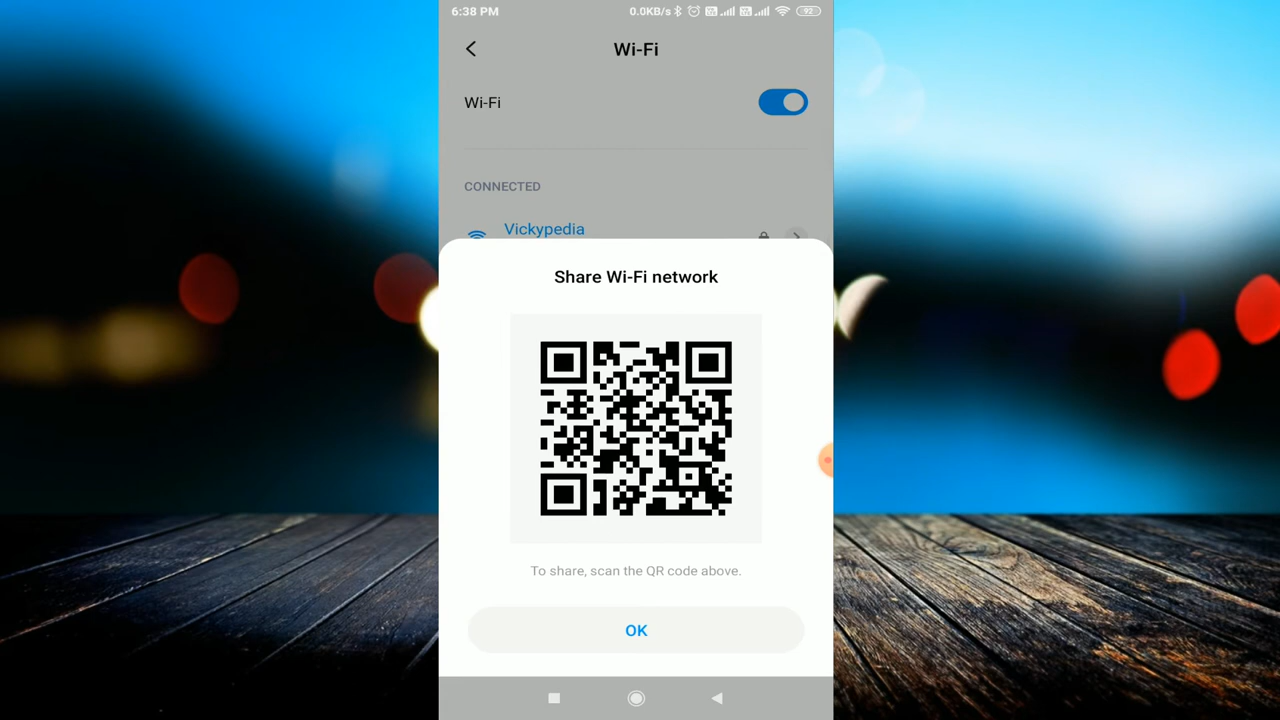 6:38 PM 0.0KB/s 92
Wi-Fi
Wi-Fi
CONNECTED
Vickypedia
Share Wi-Fi network
To share, scan the QR code above.
OK